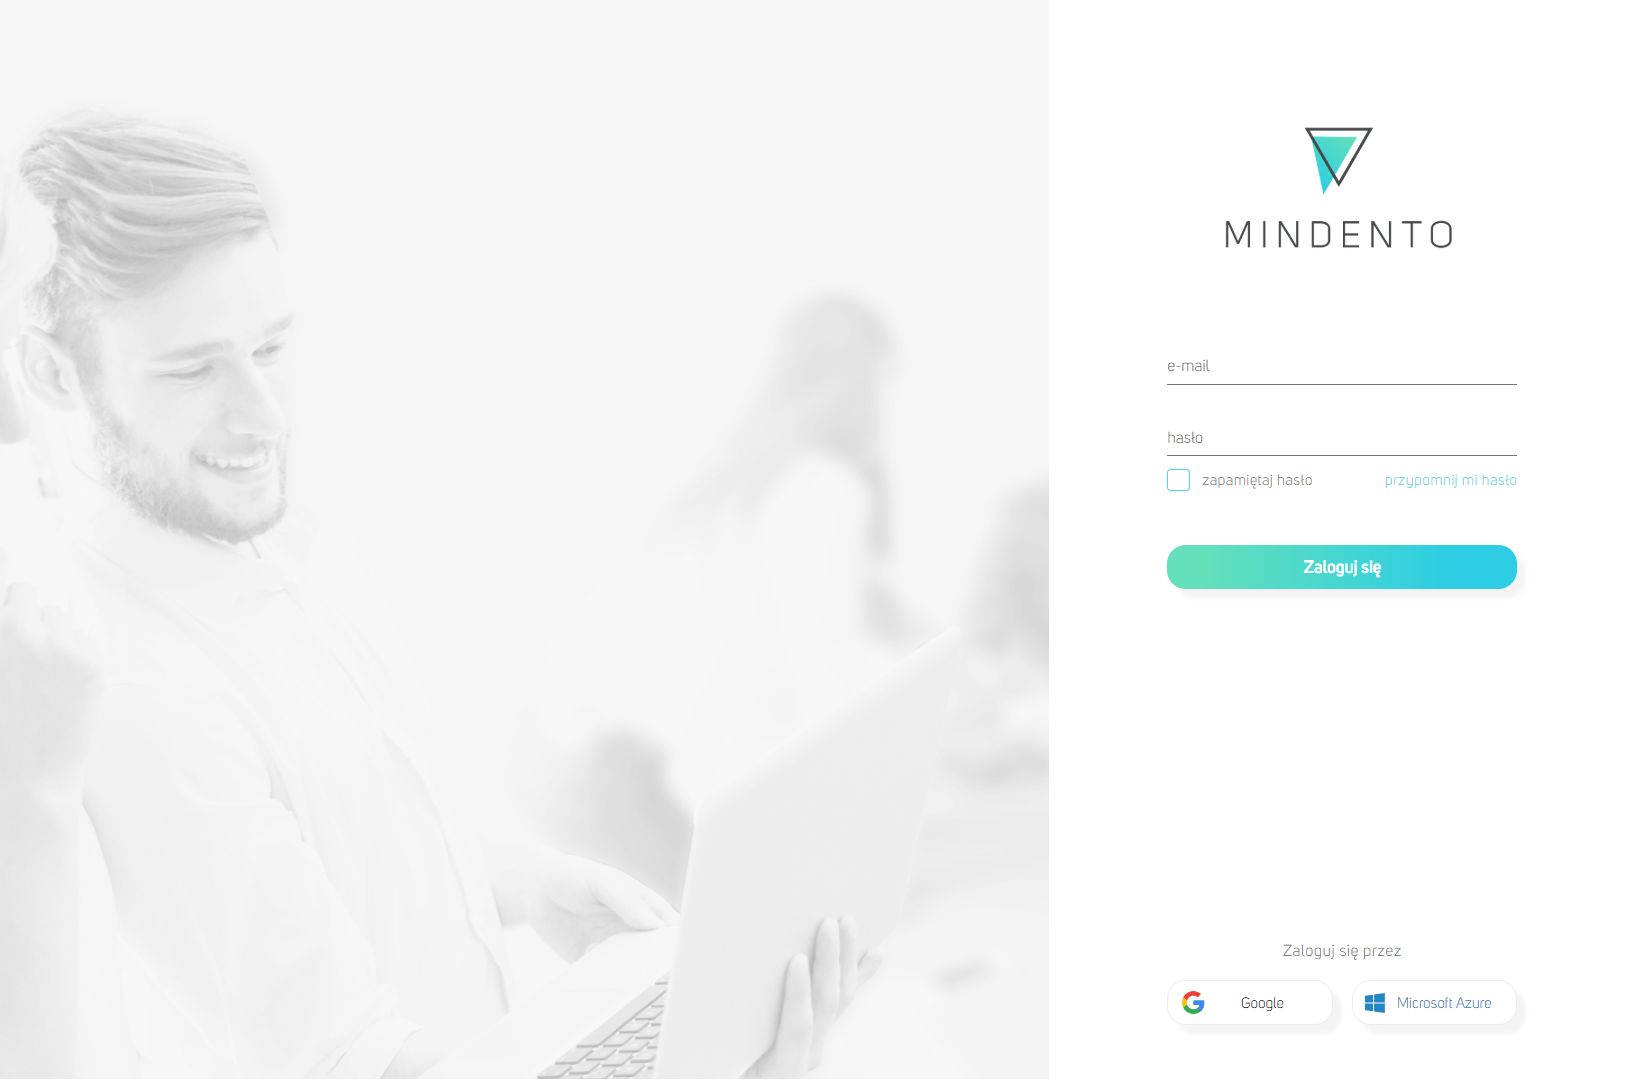 MINDENTO
e-mail
hasło
zapamiętaj hasło
przypomnij mi hasło
Zaloguj się
Zaloguj się przez
Google
Microsoft Azure